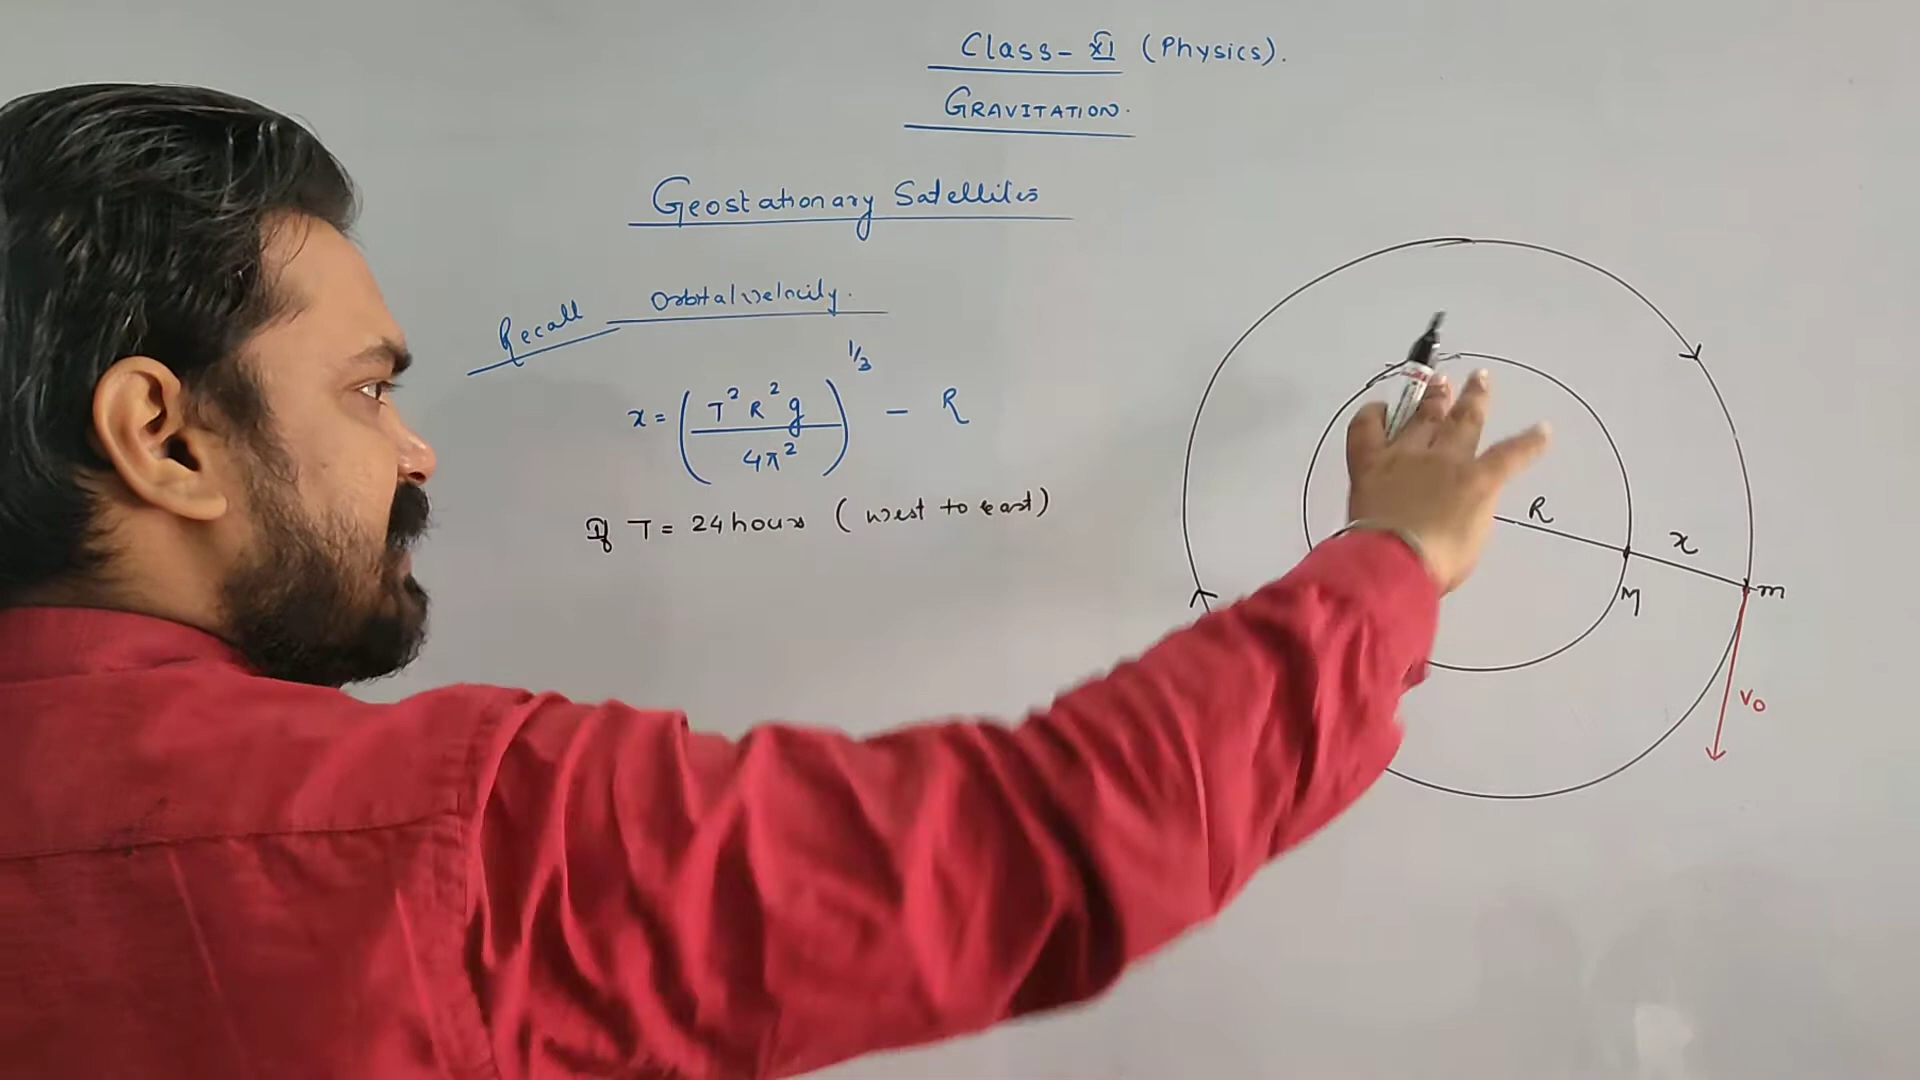 Class-XI (Physics).
GRAVITATION.
Geostationary Satellites
Recall Orbital velocity.
x = (T²R²g / 4π²)^1/3 - R
If T = 24 hours (west to east)
R
x
M
m
v₀